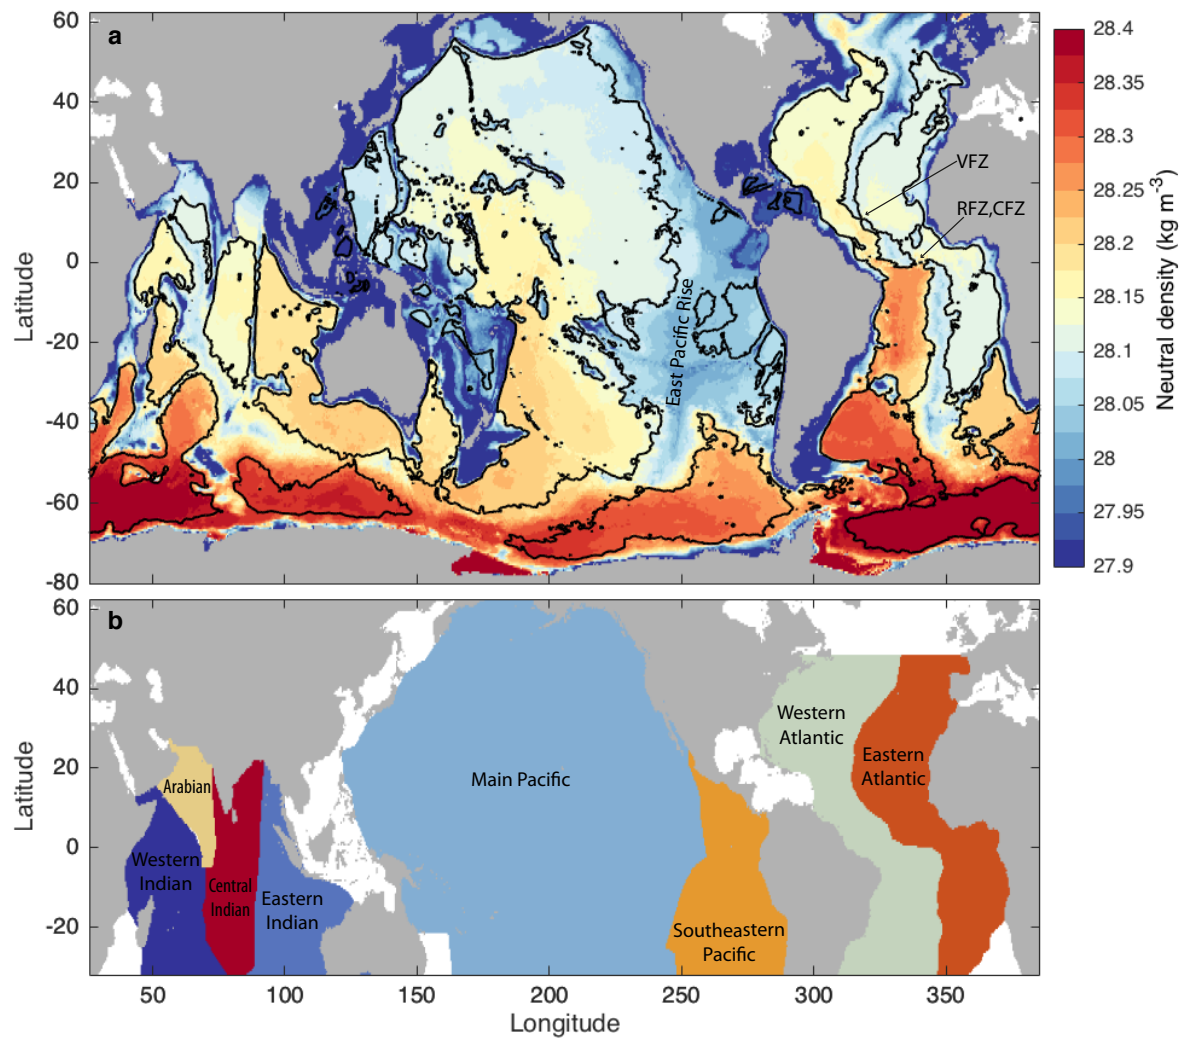 a
60
40
20
0
-20
-40
-60
-80
Latitude
VFZ
RFZ,CFZ
East Pacific Rise
28.4
28.35
28.3
28.25
28.2
28.15
28.1
28.05
28
27.95
27.9
Neutral density (kg m-3)
b
60
40
20
0
-20
Latitude
Arabian
Western
Indian
Central
Indian
Eastern
Indian
Main Pacific
Southeastern
Pacific
Western
Atlantic
Eastern
Atlantic
50
100
150
200
250
300
350
Longitude